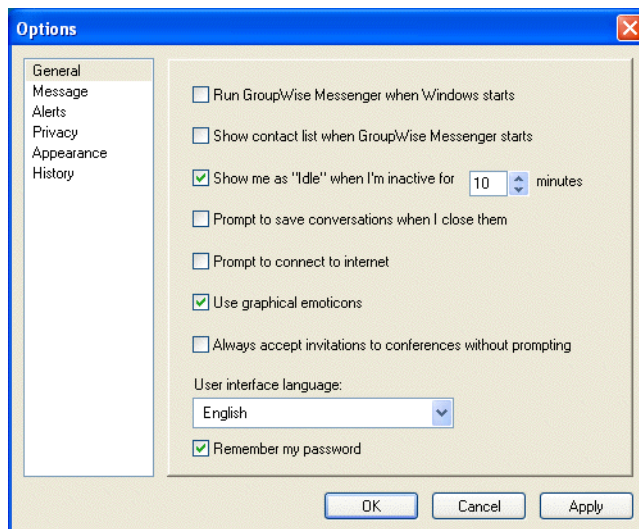 Options
General
Message
Alerts
Privacy
Appearance
History
Run GroupWise Messenger when Windows starts
Show contact list when GroupWise Messenger starts
Show me as "Idle" when I'm inactive for 10 minutes
Prompt to save conversations when I close them
Prompt to connect to internet
Use graphical emoticons
Always accept invitations to conferences without prompting
User interface language:
English
Remember my password
OK Cancel Apply